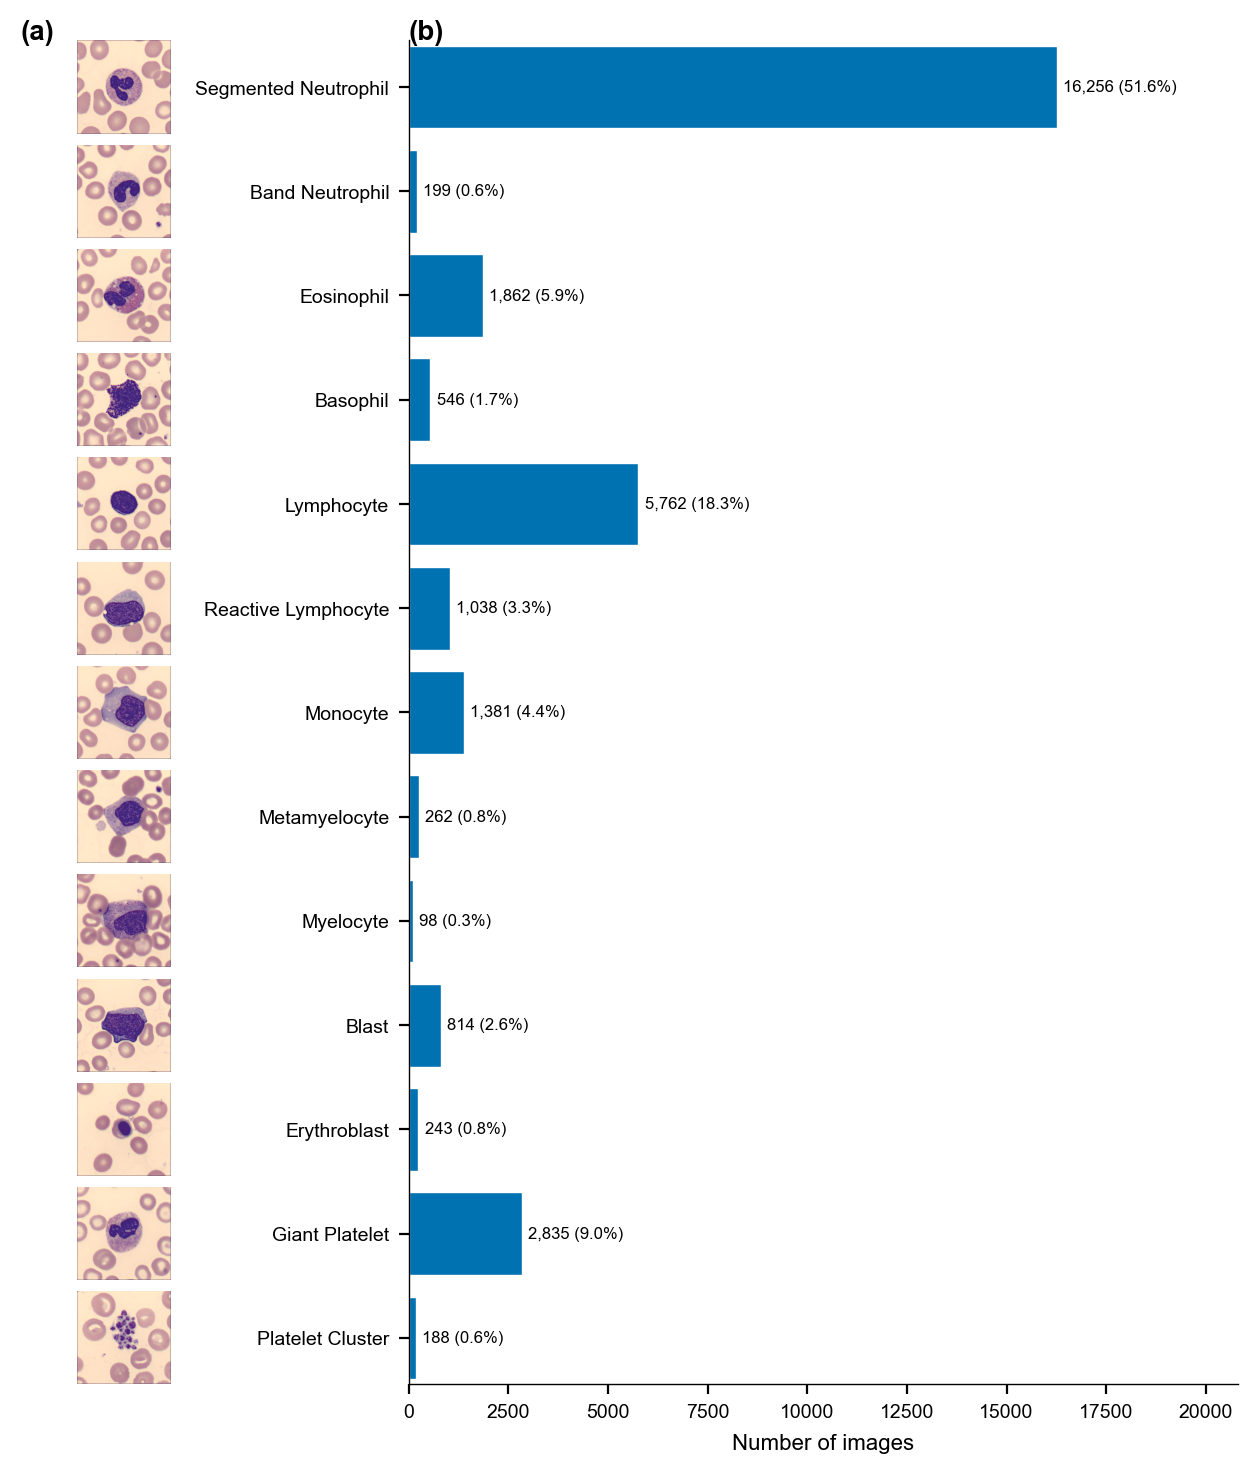 (a)
(b)
Segmented Neutrophil 16,256 (51.6%)
Band Neutrophil 199 (0.6%)
Eosinophil 1,862 (5.9%)
Basophil 546 (1.7%)
Lymphocyte 5,762 (18.3%)
Reactive Lymphocyte 1,038 (3.3%)
Monocyte 1,381 (4.4%)
Metamyelocyte 262 (0.8%)
Myelocyte 98 (0.3%)
Blast 814 (2.6%)
Erythroblast 243 (0.8%)
Giant Platelet 2,835 (9.0%)
Platelet Cluster 188 (0.6%)
0 2500 5000 7500 10000 12500 15000 17500 20000
Number of images